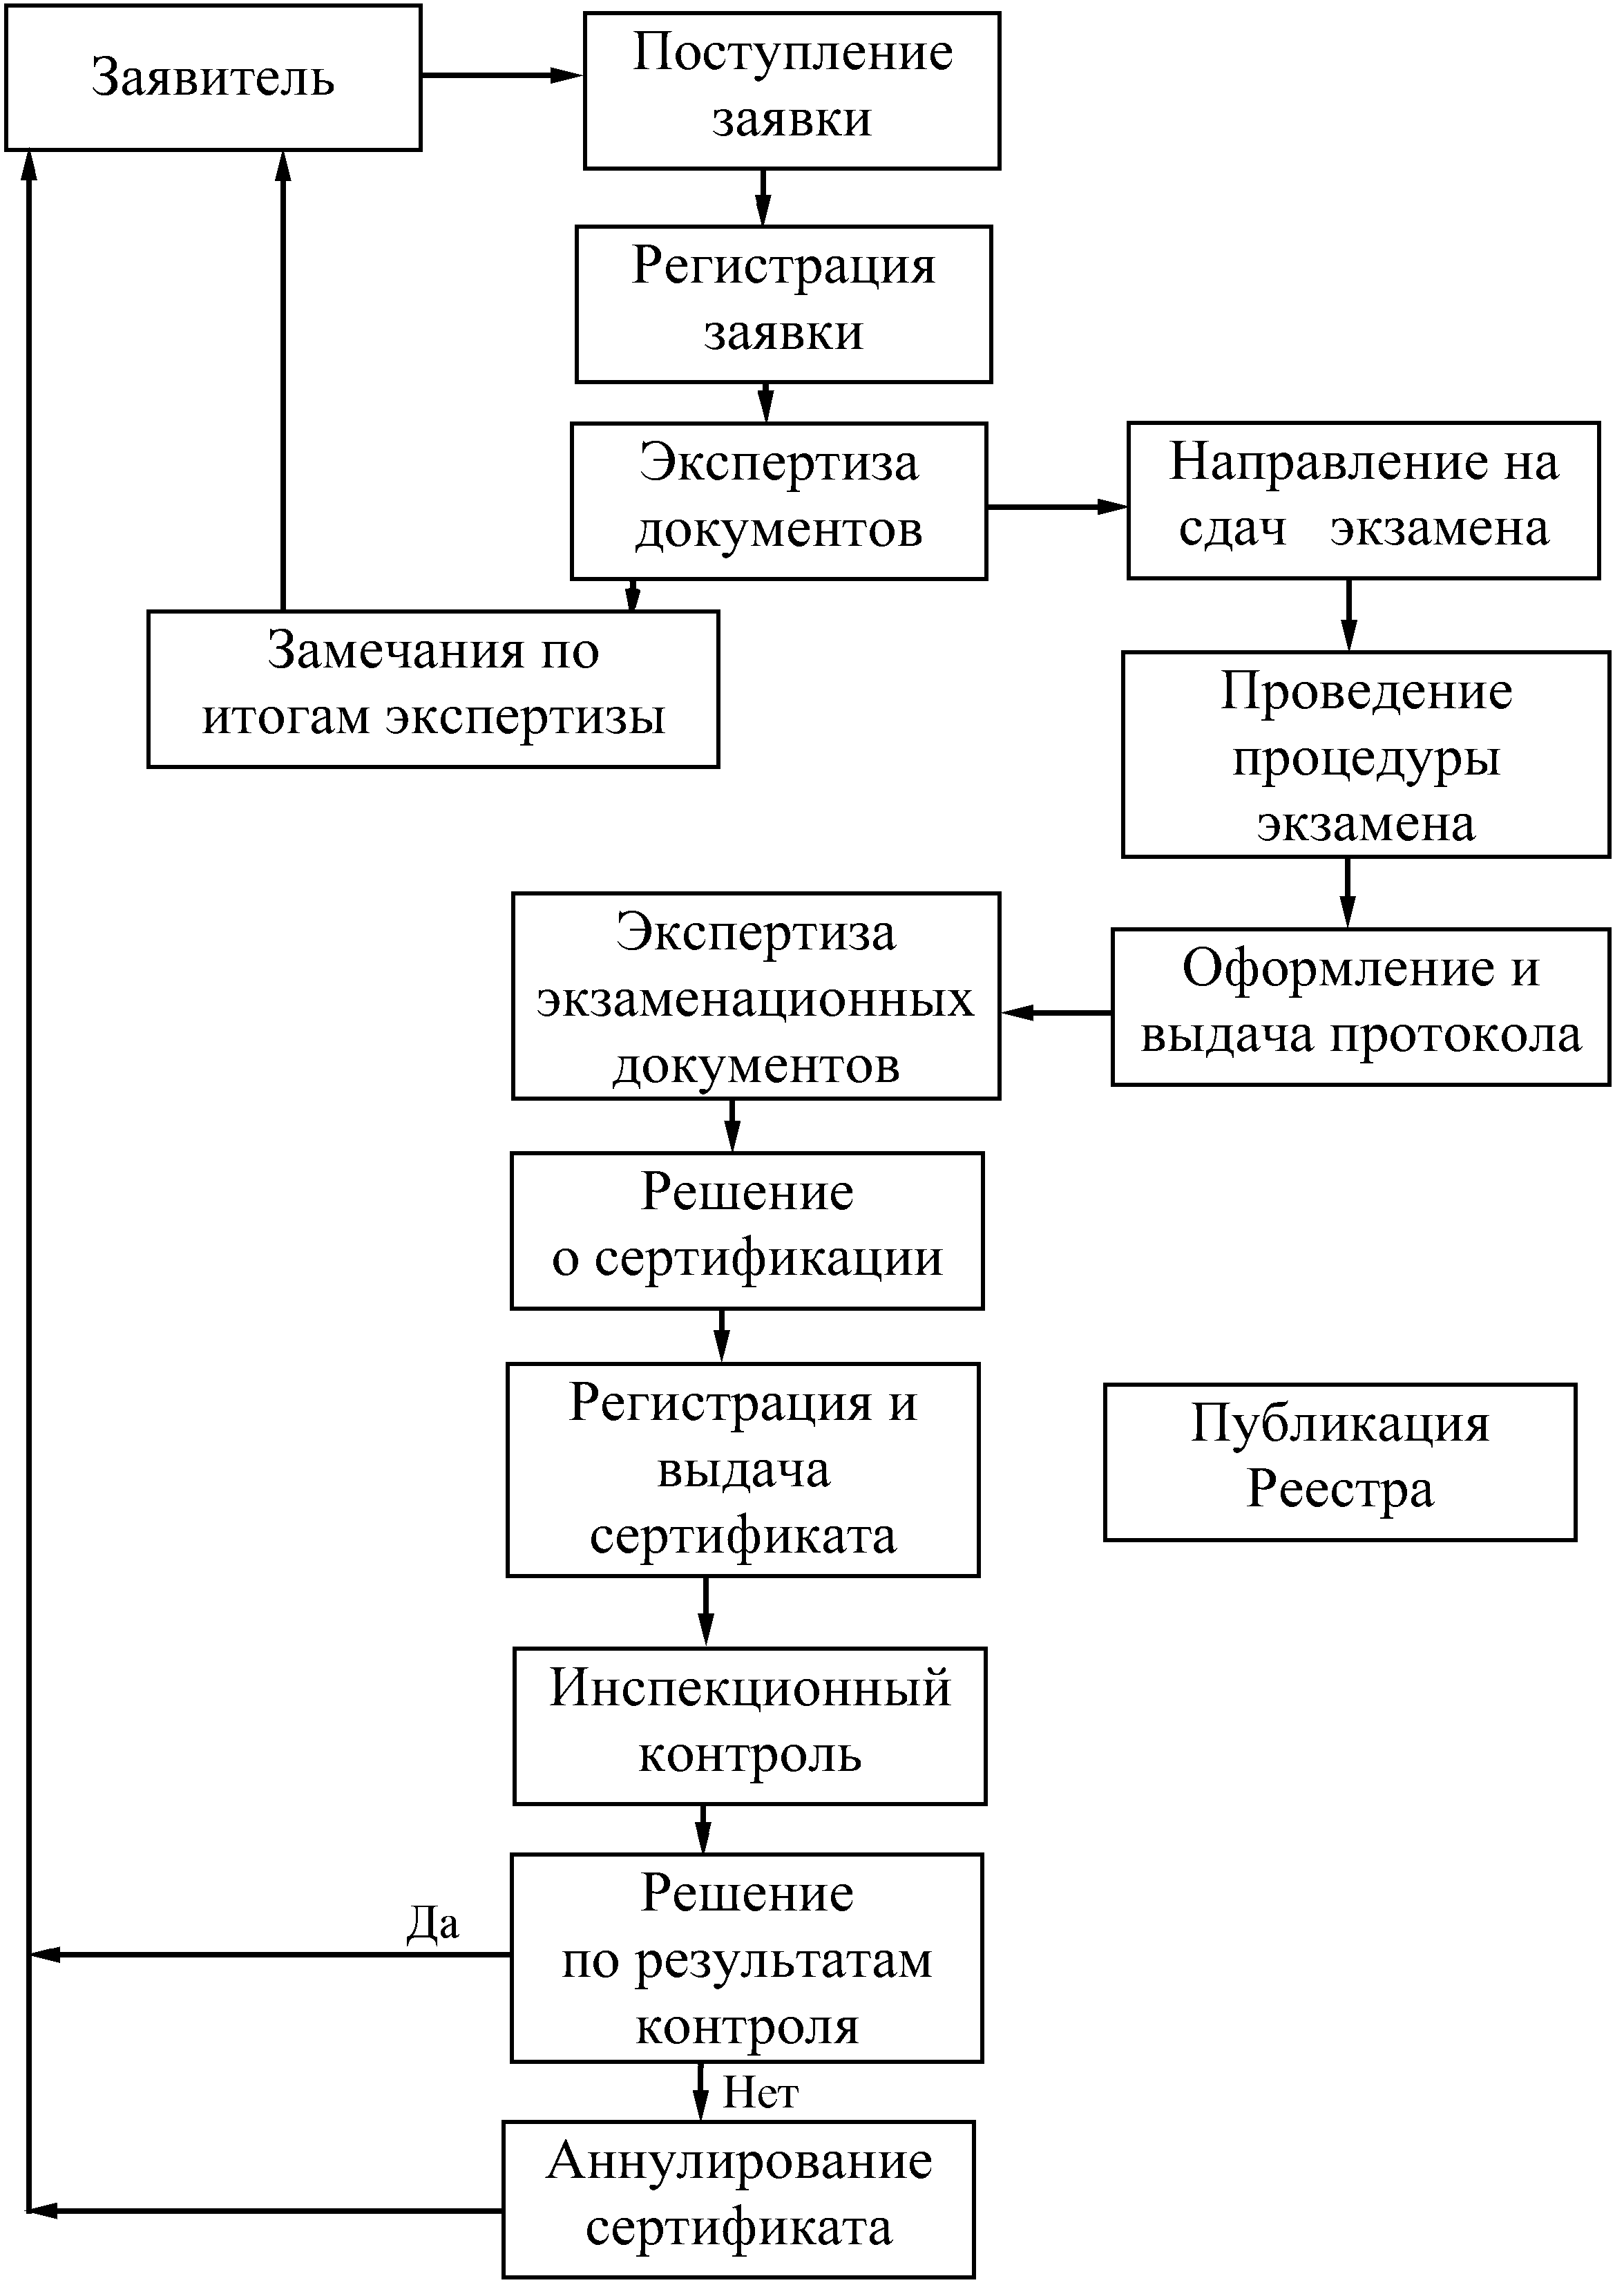 Заявитель
Поступление
заявки
Регистрация
заявки
Экспертиза
документов
Направление на
сдач экзамена
Замечания по
итогам экспертизы
Проведение
процедуры
экзамена
Оформление и
выдача протокола
Экспертиза
экзаменационных
документов
Решение
о сертификации
Регистрация и
выдача
сертификата
Публикация
Реестра
Инспекционный
контроль
Решение
по результатам
контроля
Да
Нет
Аннулирование
сертификата